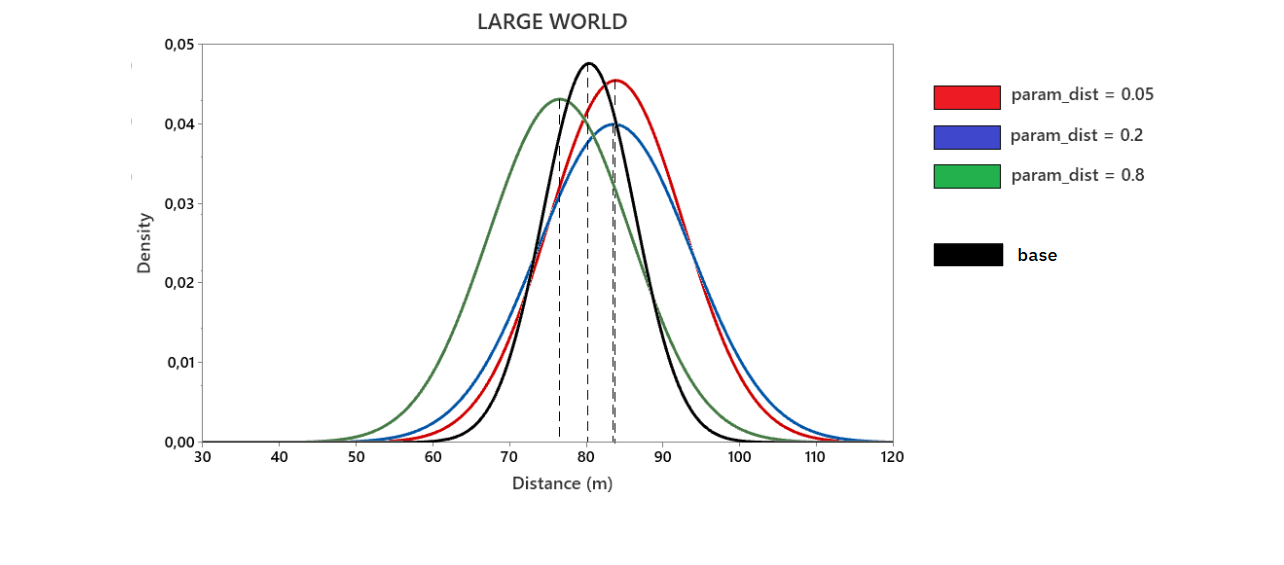 LARGE WORLD
0,05
0,04
0,03
0,02
0,01
0,00
Density
30 40 50 60 70 80 90 100 110 120
Distance (m)
param_dist = 0.05
param_dist = 0.2
param_dist = 0.8
base